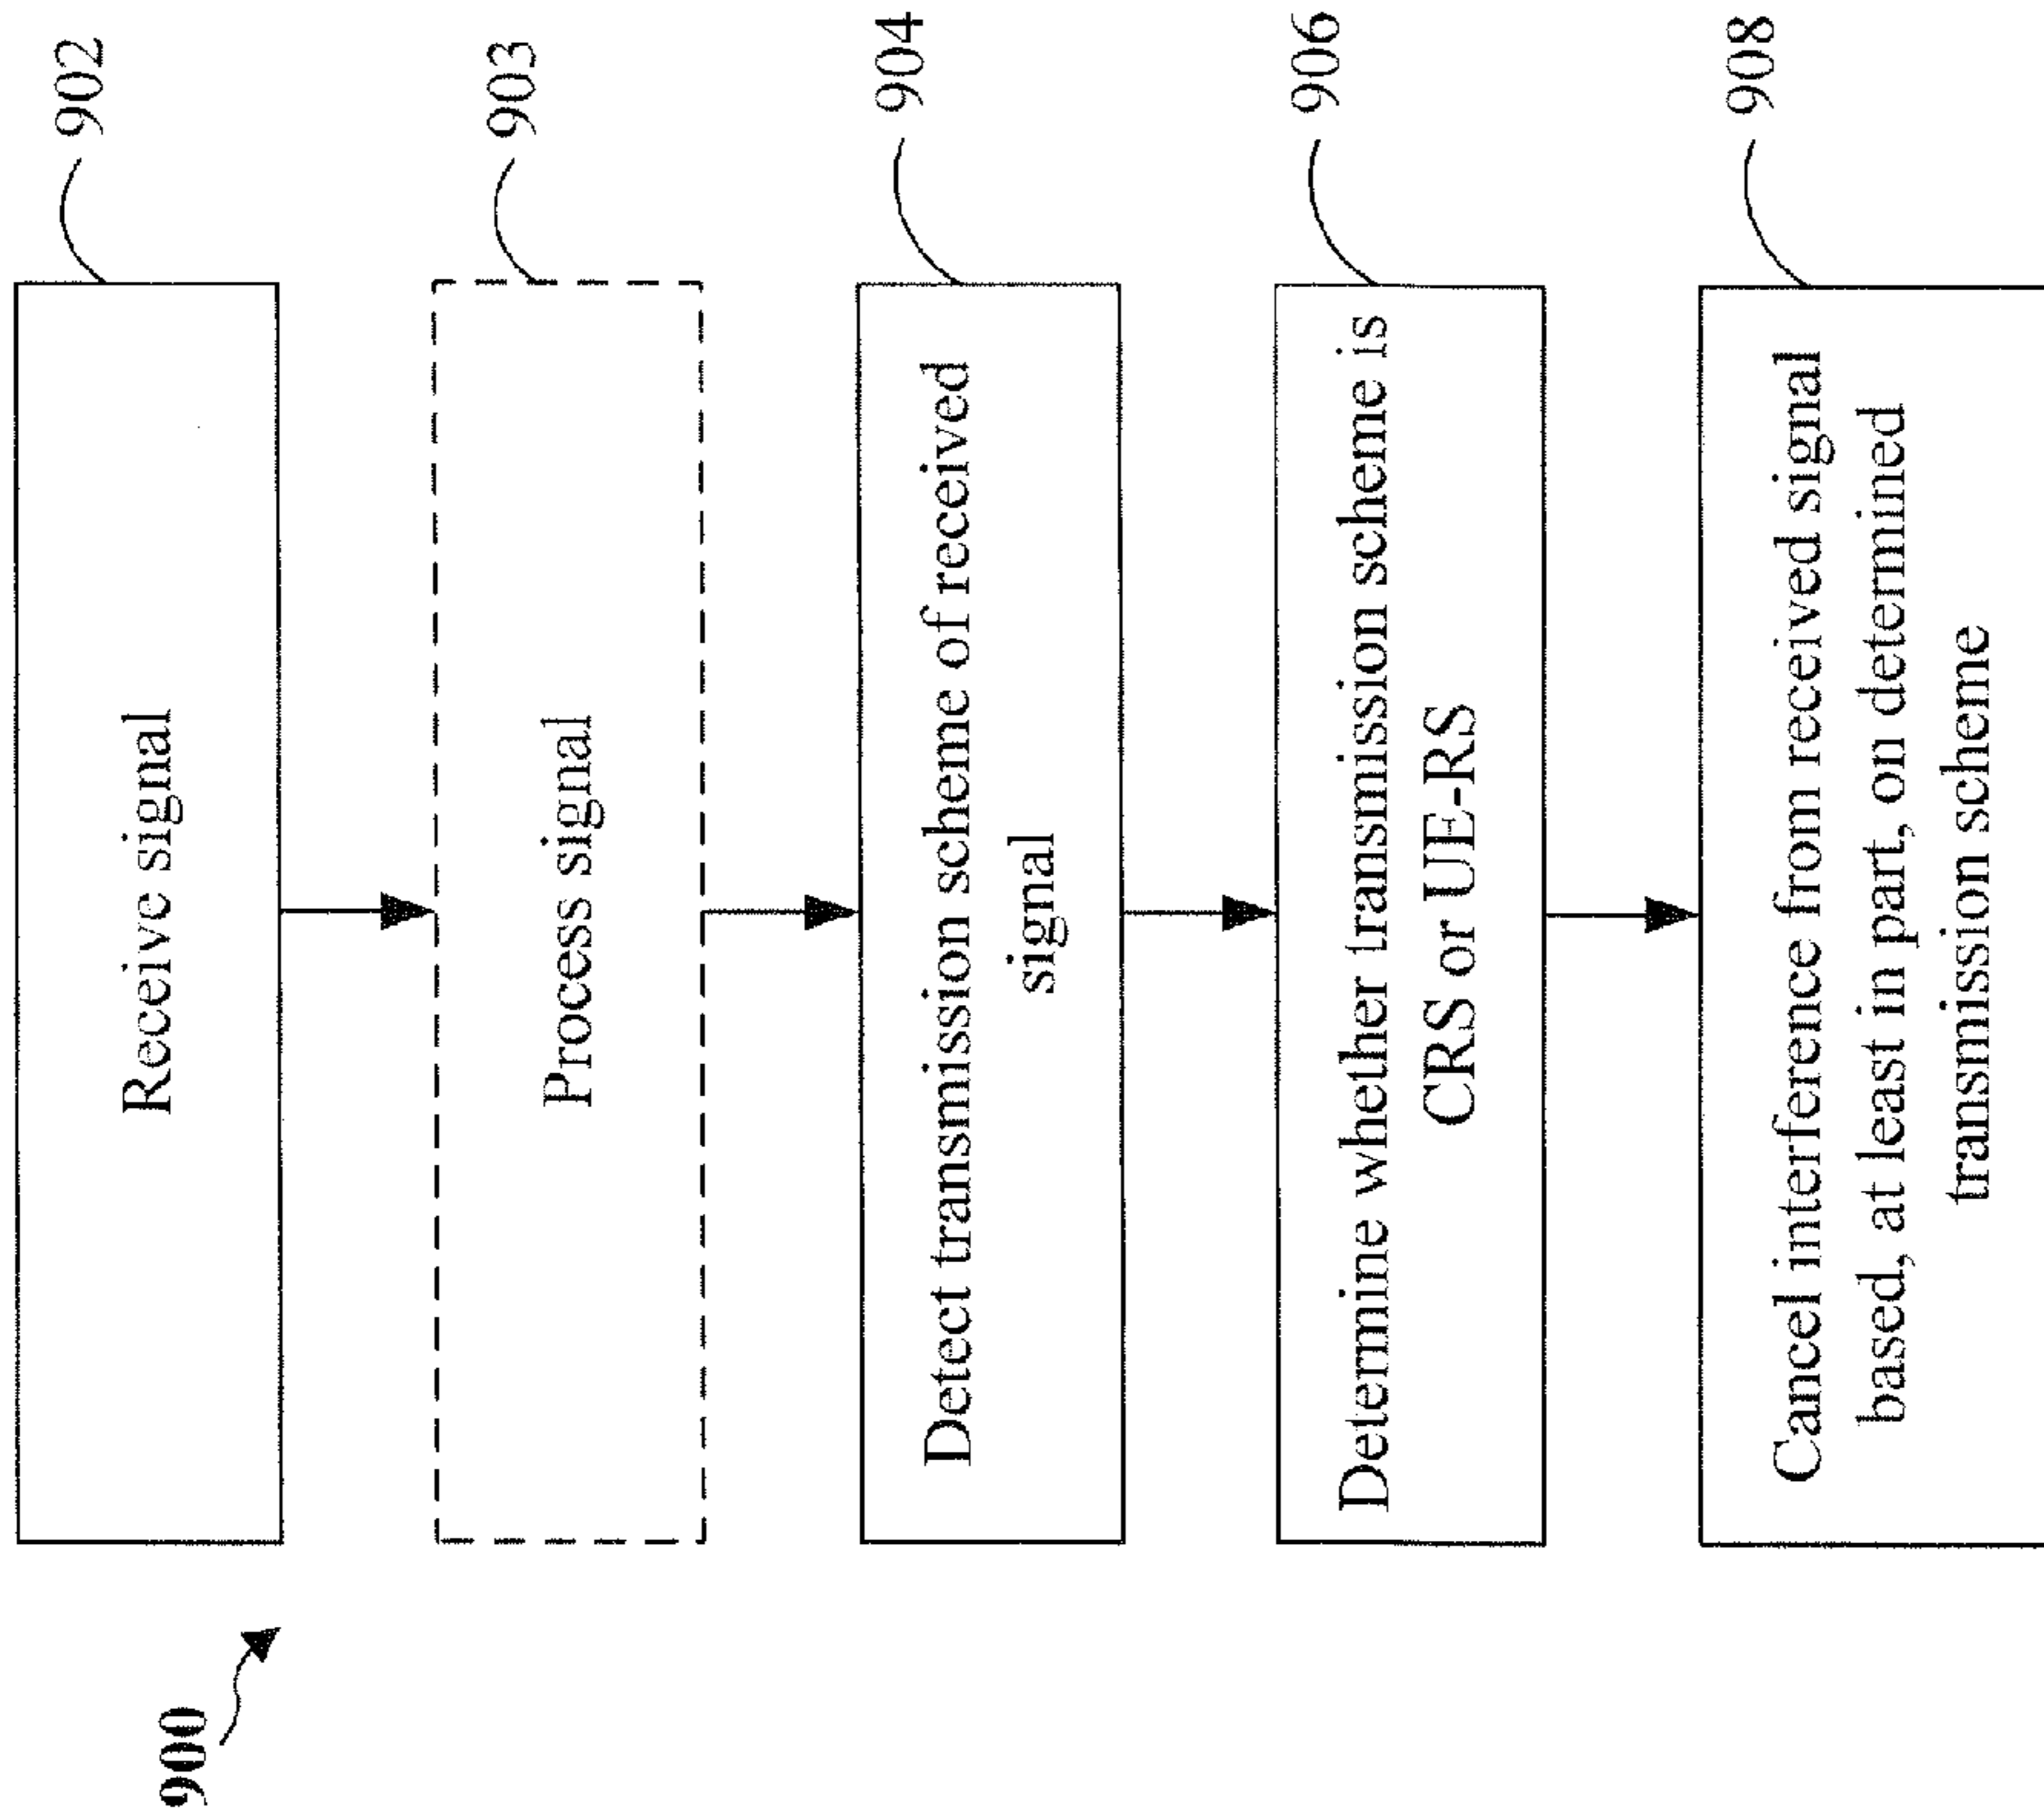 900
902
Receive signal
903
Process signal
904
Detect transmission scheme of received
signal
906
Determine whether transmission scheme is
CRS or UE-RS
908
Cancel interference from received signal
based, at least in part, on determined
transmission scheme